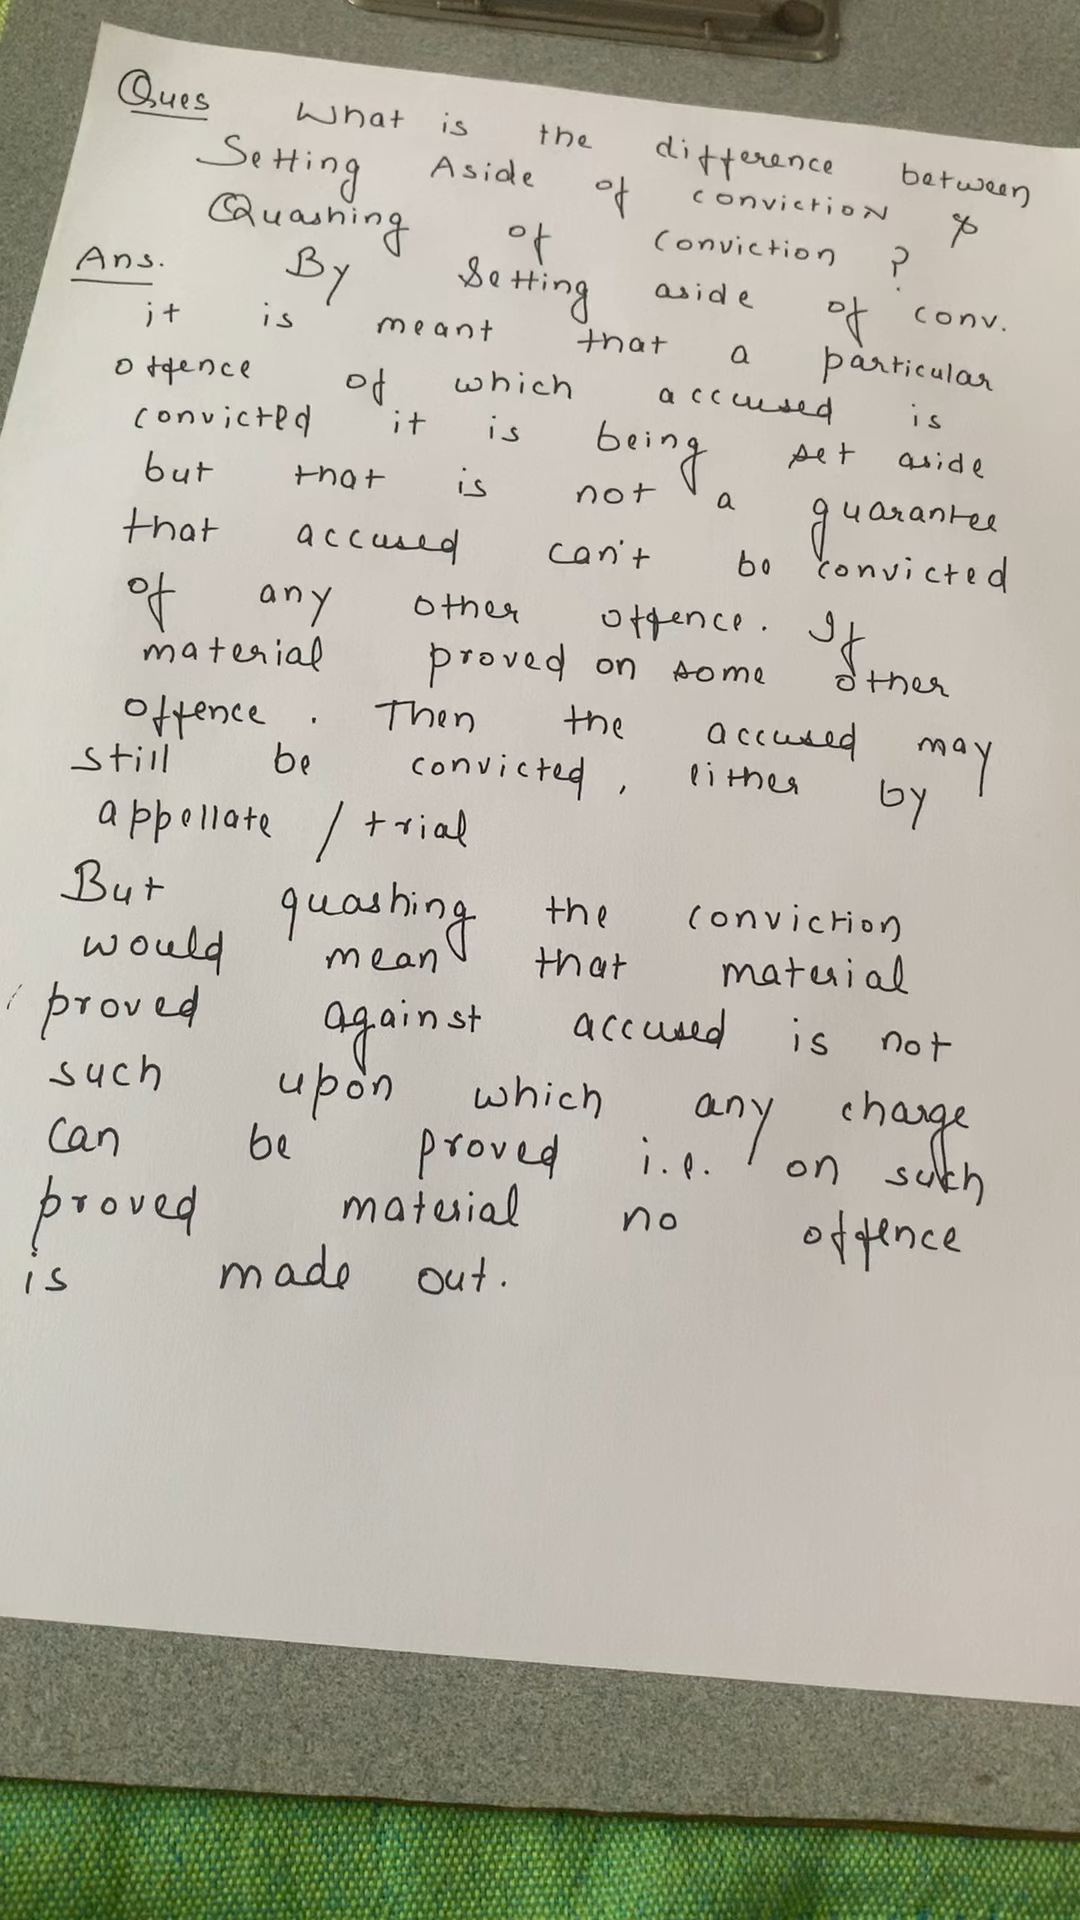 Ques What is the difference between
Setting Aside of conviction &
Quashing of conviction ?
Ans. By Setting aside of conv.
it is meant that a particular
offence of which accused is
convicted it is being set aside
but that is not a guarantee
that accused can't be convicted
of any other offence. If
material proved on some other
offence. Then the accused may
still be convicted, either by
appellate / trial
But quashing the conviction
would mean that material
proved against accused is not
such upon which any charge
can be proved i.e. on such
proved material no offence
is made out.